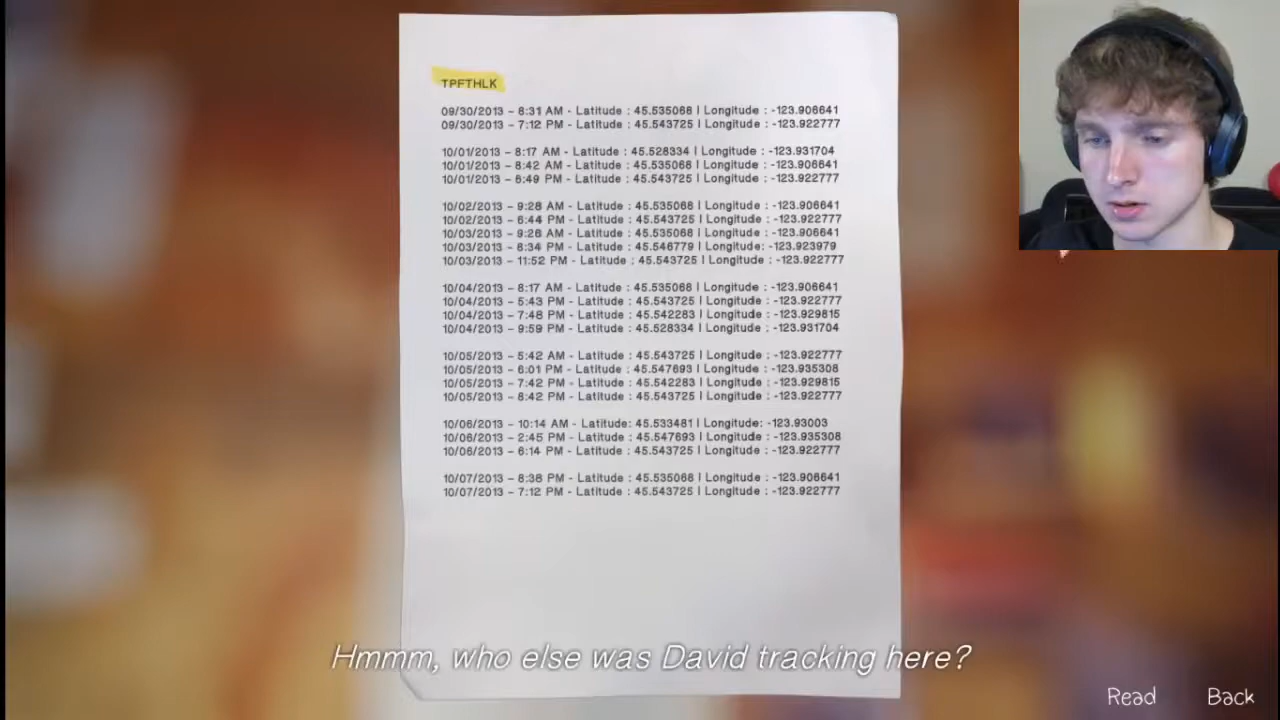 TPFTHLK
09/30/2013 – 8:31 AM - Latitude : 45.535068 | Longitude : -123.906641
09/30/2013 – 7:12 PM - Latitude : 45.543725 | Longitude : -123.922777
10/01/2013 – 8:17 AM - Latitude : 45.528334 | Longitude : -123.931704
10/01/2013 – 8:42 AM - Latitude : 45.535068 | Longitude : -123.906641
10/01/2013 – 6:49 PM - Latitude : 45.543725 | Longitude : -123.922777
10/02/2013 – 9:28 AM - Latitude : 45.535068 | Longitude : -123.906641
10/02/2013 – 6:44 PM - Latitude : 45.543725 | Longitude : -123.922777
10/03/2013 – 9:26 AM - Latitude : 45.535068 | Longitude : -123.906641
10/03/2013 – 8:34 PM - Latitude : 45.546779 | Longitude: -123.923979
10/03/2013 – 11:52 PM - Latitude : 45.543725 | Longitude : -123.922777
10/04/2013 – 8:17 AM - Latitude : 45.535068 | Longitude : -123.906641
10/04/2013 – 5:43 PM - Latitude : 45.543725 | Longitude : -123.922777
10/04/2013 – 7:48 PM - Latitude : 45.542283 | Longitude : -123.929815
10/04/2013 – 9:59 PM - Latitude : 45.528334 | Longitude : -123.931704
10/05/2013 – 5:42 AM - Latitude : 45.543725 | Longitude : -123.922777
10/05/2013 – 6:01 PM - Latitude : 45.547693 | Longitude : -123.935308
10/05/2013 – 7:42 PM - Latitude : 45.542283 | Longitude : -123.929815
10/05/2013 – 8:42 PM - Latitude : 45.543725 | Longitude : -123.922777
10/06/2013 – 10:14 AM - Latitude: 45.533481 | Longitude: -123.93003
10/06/2013 – 2:45 PM - Latitude : 45.547693 | Longitude : -123.935308
10/06/2013 – 6:14 PM - Latitude : 45.543725 | Longitude : -123.922777
10/07/2013 – 8:38 PM - Latitude : 45.535068 | Longitude : -123.906641
10/07/2013 – 7:12 PM - Latitude : 45.543725 | Longitude : -123.922777
Hmmm, who else was David tracking here?
Read
Back